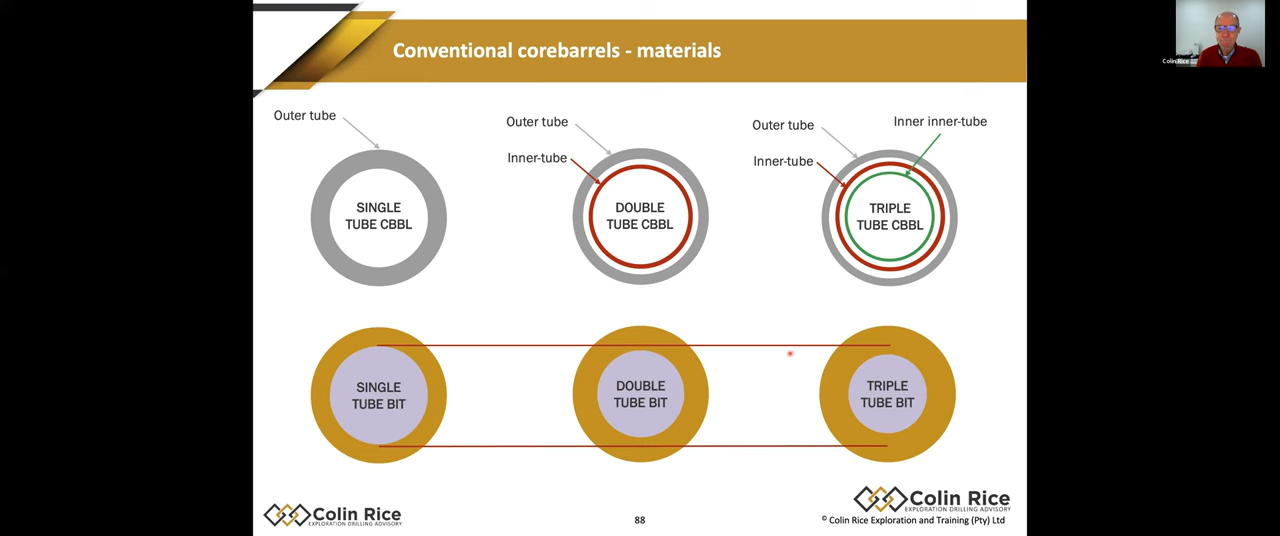 Conventional corebarrels - materials
Colin Rice
Outer tube
Outer tube
Inner-tube
Outer tube
Inner-tube
Inner inner-tube
SINGLE
TUBE CBBL
DOUBLE
TUBE CBBL
TRIPLE
TUBE CBBL
SINGLE
TUBE BIT
DOUBLE
TUBE BIT
TRIPLE
TUBE BIT
Colin Rice
EXPLORATION DRILLING ADVISORY
88
Colin Rice
EXPLORATION DRILLING ADVISORY
© Colin Rice Exploration and Training (Pty) Ltd